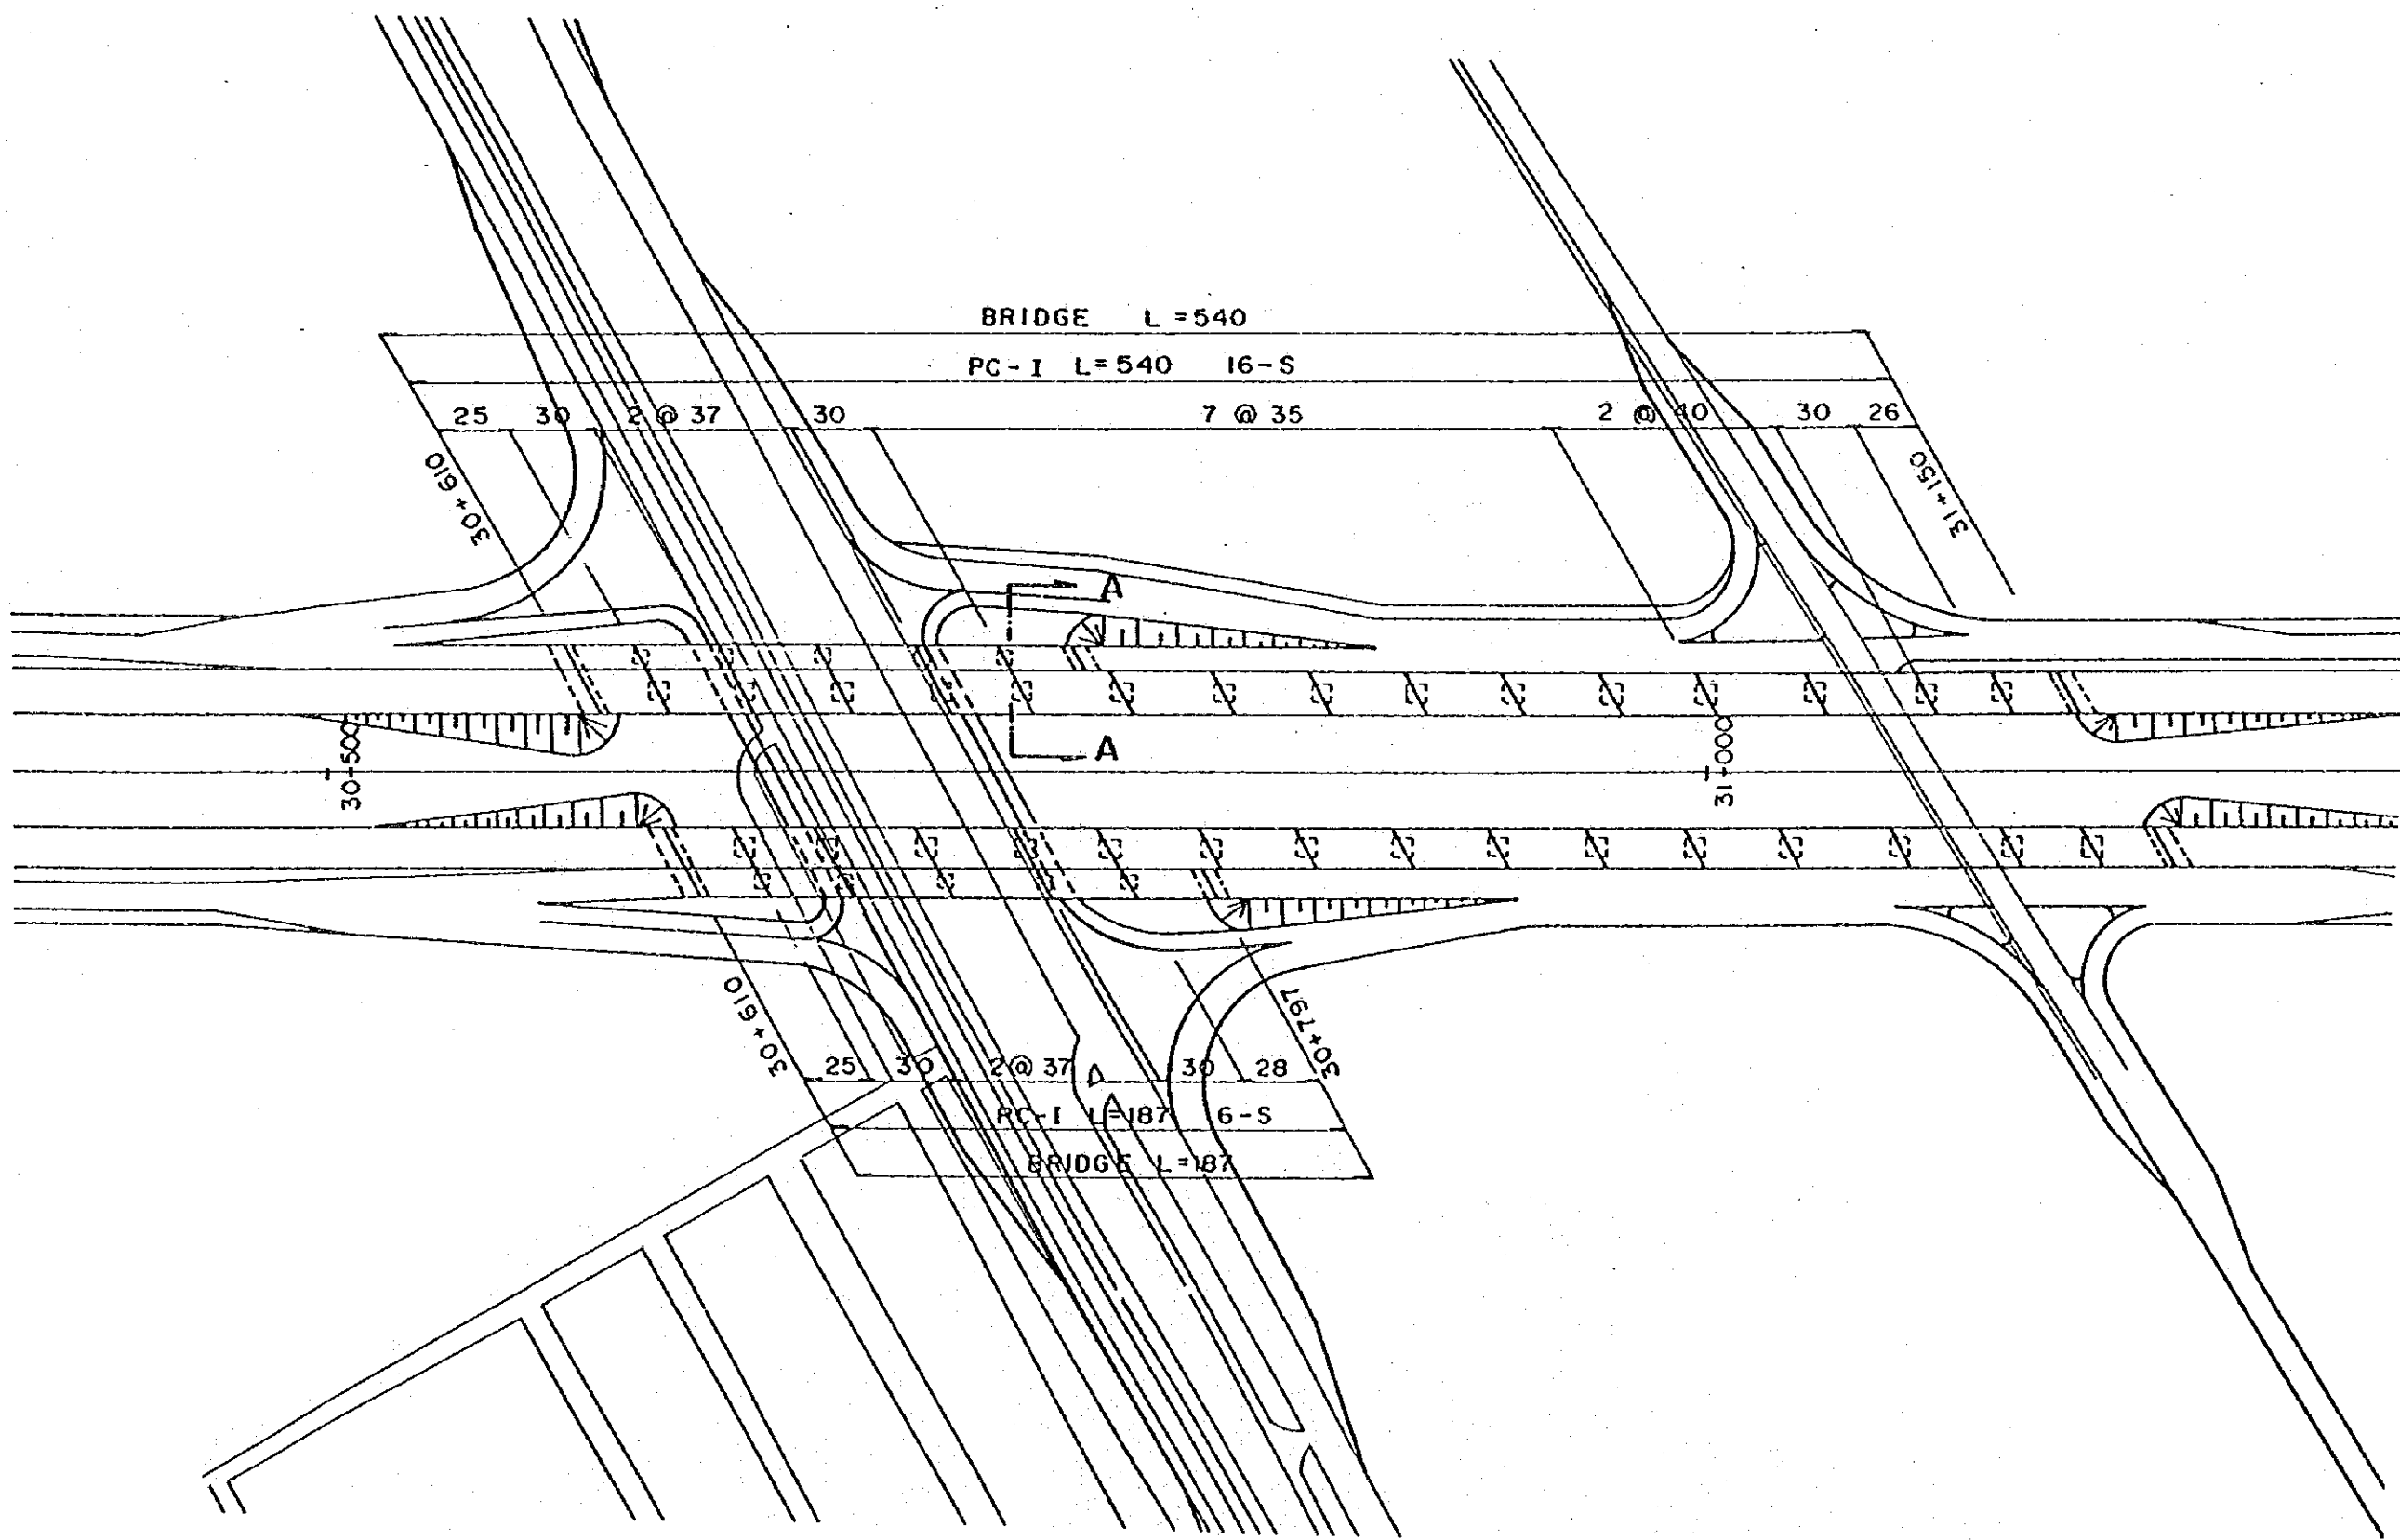 BRIDGE L=540
PC-I L=540 16-S
25 30 2 @ 37 30 7 @ 35 2 @ 40 30 26
30+610
31+150
A
A
30+500
31+000
30+610
30+797
25 30 2 @ 37 30 28
PC-I L=187 6-S
BRIDGE L=187